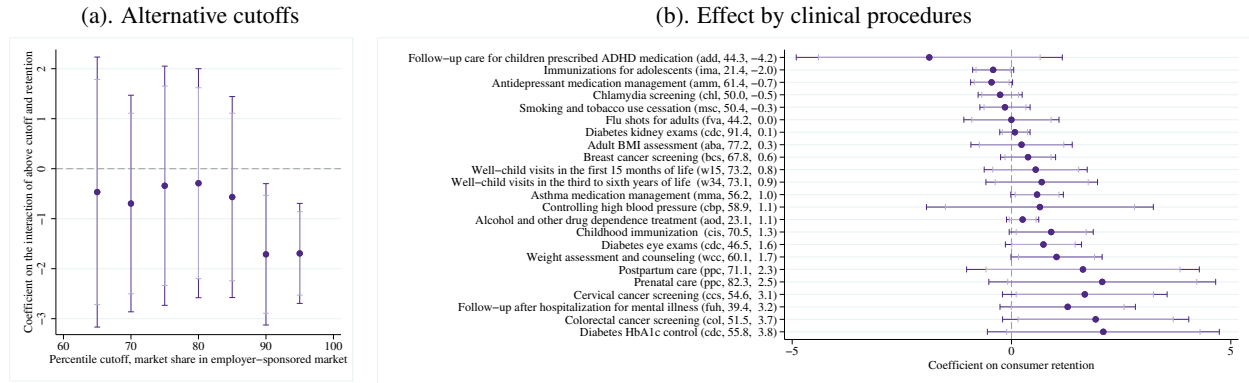 (a). Alternative cutoffs
Coefficient on the interaction of above cutoff and retention
2
1
0
−1
−2
−3
60
70
80
90
100
Percentile cutoff, market share in employer−sponsored market
(b). Effect by clinical procedures
Follow−up care for children prescribed ADHD medication (add, 44.3, −4.2)
Immunizations for adolescents (ima, 21.4, −2.0)
Antidepressant medication management (amm, 61.4, −0.7)
Chlamydia screening (chl, 50.0, −0.5)
Smoking and tobacco use cessation (msc, 50.4, −0.3)
Flu shots for adults (fva, 44.2, 0.0)
Diabetes kidney exams (cdc, 91.4, 0.1)
Adult BMI assessment (aba, 77.2, 0.3)
Breast cancer screening (bcs, 67.8, 0.6)
Well−child visits in the first 15 months of life (w15, 73.2, 0.8)
Well−child visits in the third to sixth years of life (w34, 73.1, 0.9)
Asthma medication management (mma, 56.2, 1.0)
Controlling high blood pressure (cbp, 58.9, 1.1)
Alcohol and other drug dependence treatment (aod, 23.1, 1.1)
Childhood immunization (cis, 70.5, 1.3)
Diabetes eye exams (cdc, 46.5, 1.6)
Weight assessment and counseling (wcc, 60.1, 1.7)
Postpartum care (ppc, 71.1, 2.3)
Prenatal care (ppc, 82.3, 2.5)
Cervical cancer screening (ccs, 54.6, 3.1)
Follow−up after hospitalization for mental illness (fuh, 39.4, 3.2)
Colorectal cancer screening (col, 51.5, 3.7)
Diabetes HbA1c control (cdc, 55.8, 3.8)
−5
0
5
Coefficient on consumer retention